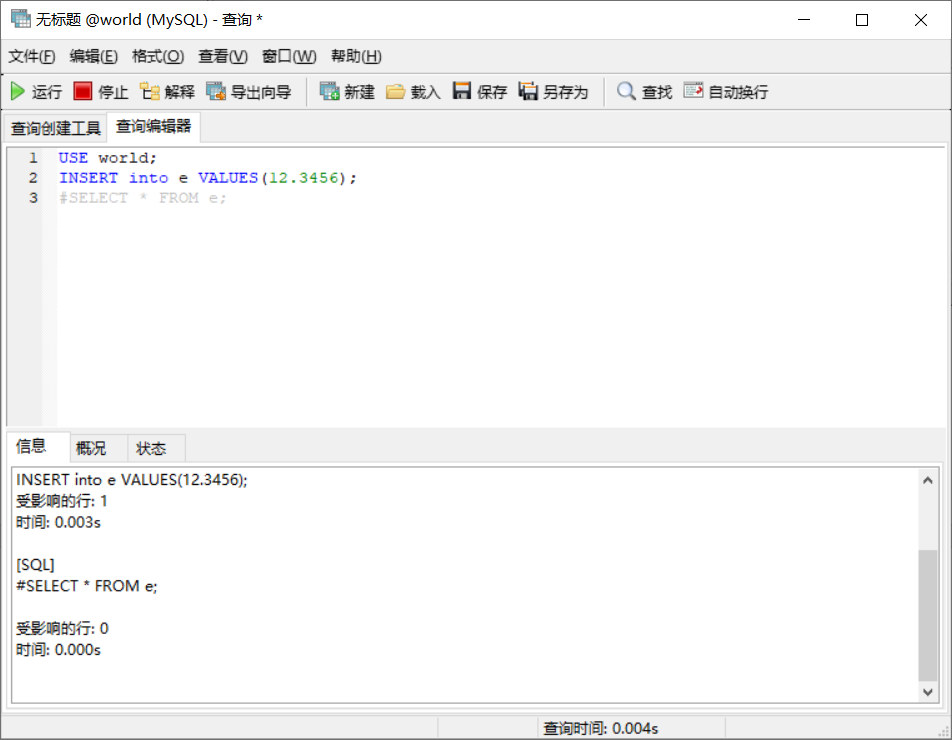 无标题 @world (MySQL) - 查询 *
文件(F) 编辑(E) 格式(O) 查看(V) 窗口(W) 帮助(H)
运行 停止 解释 导出向导 新建 载入 保存 另存为 查找 自动换行
查询创建工具 查询编辑器
1 USE world;
2 INSERT into e VALUES(12.3456);
3 #SELECT * FROM e;
信息 概况 状态
INSERT into e VALUES(12.3456);
受影响的行: 1
时间: 0.003s
[SQL]
#SELECT * FROM e;
受影响的行: 0
时间: 0.000s
查询时间: 0.004s